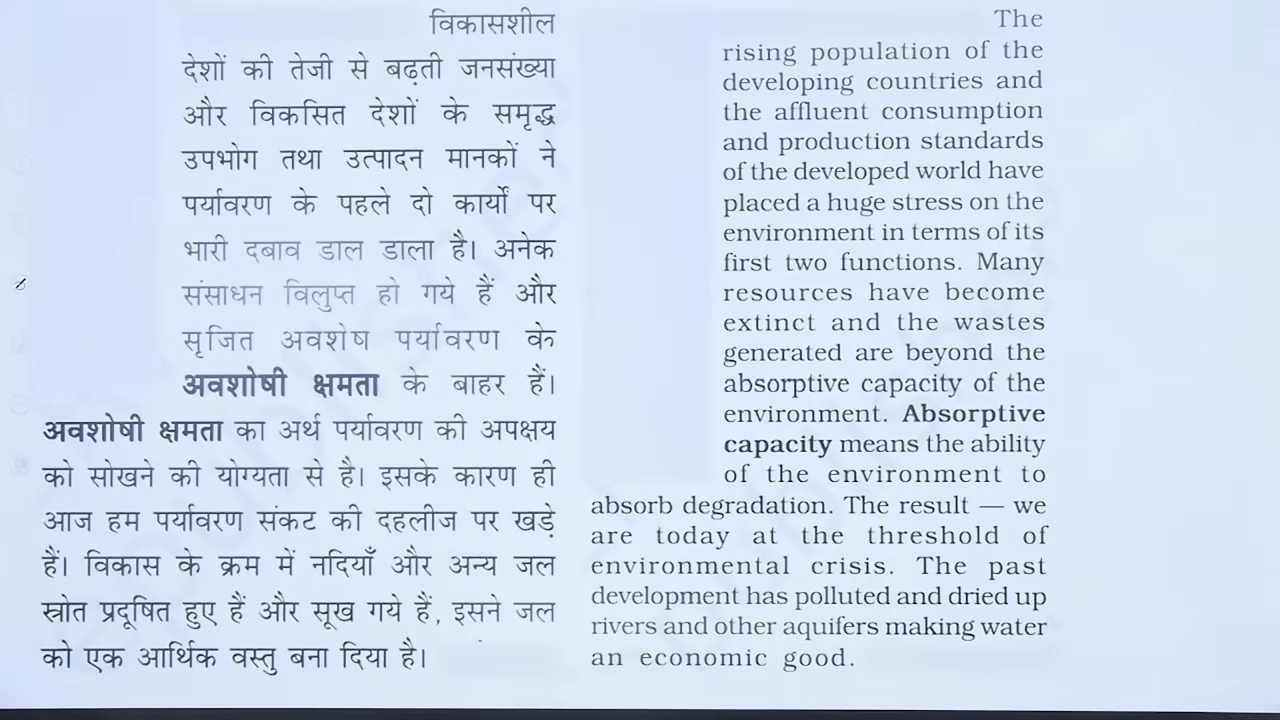 विकासशील
देशों की तेजी से बढ़ती जनसंख्या
और विकसित देशों के समृद्ध
उपभोग तथा उत्पादन मानकों ने
पर्यावरण के पहले दो कार्यों पर
भारी दबाव डाल डाला है। अनेक
संसाधन विलुप्त हो गये हैं और
सृजित अवशेष पर्यावरण के
अवशोषी क्षमता के बाहर हैं।
अवशोषी क्षमता का अर्थ पर्यावरण की अपक्षय
को सोखने की योग्यता से है। इसके कारण ही
आज हम पर्यावरण संकट की दहलीज पर खड़े
हैं। विकास के क्रम में नदियाँ और अन्य जल
स्रोत प्रदूषित हुए हैं और सूख गये हैं, इसने जल
को एक आर्थिक वस्तु बना दिया है।
The
rising population of the
developing countries and
the affluent consumption
and production standards
of the developed world have
placed a huge stress on the
environment in terms of its
first two functions. Many
resources have become
extinct and the wastes
generated are beyond the
absorptive capacity of the
environment. Absorptive
capacity means the ability
of the environment to
absorb degradation. The result — we
are today at the threshold of
environmental crisis. The past
development has polluted and dried up
rivers and other aquifers making water
an economic good.